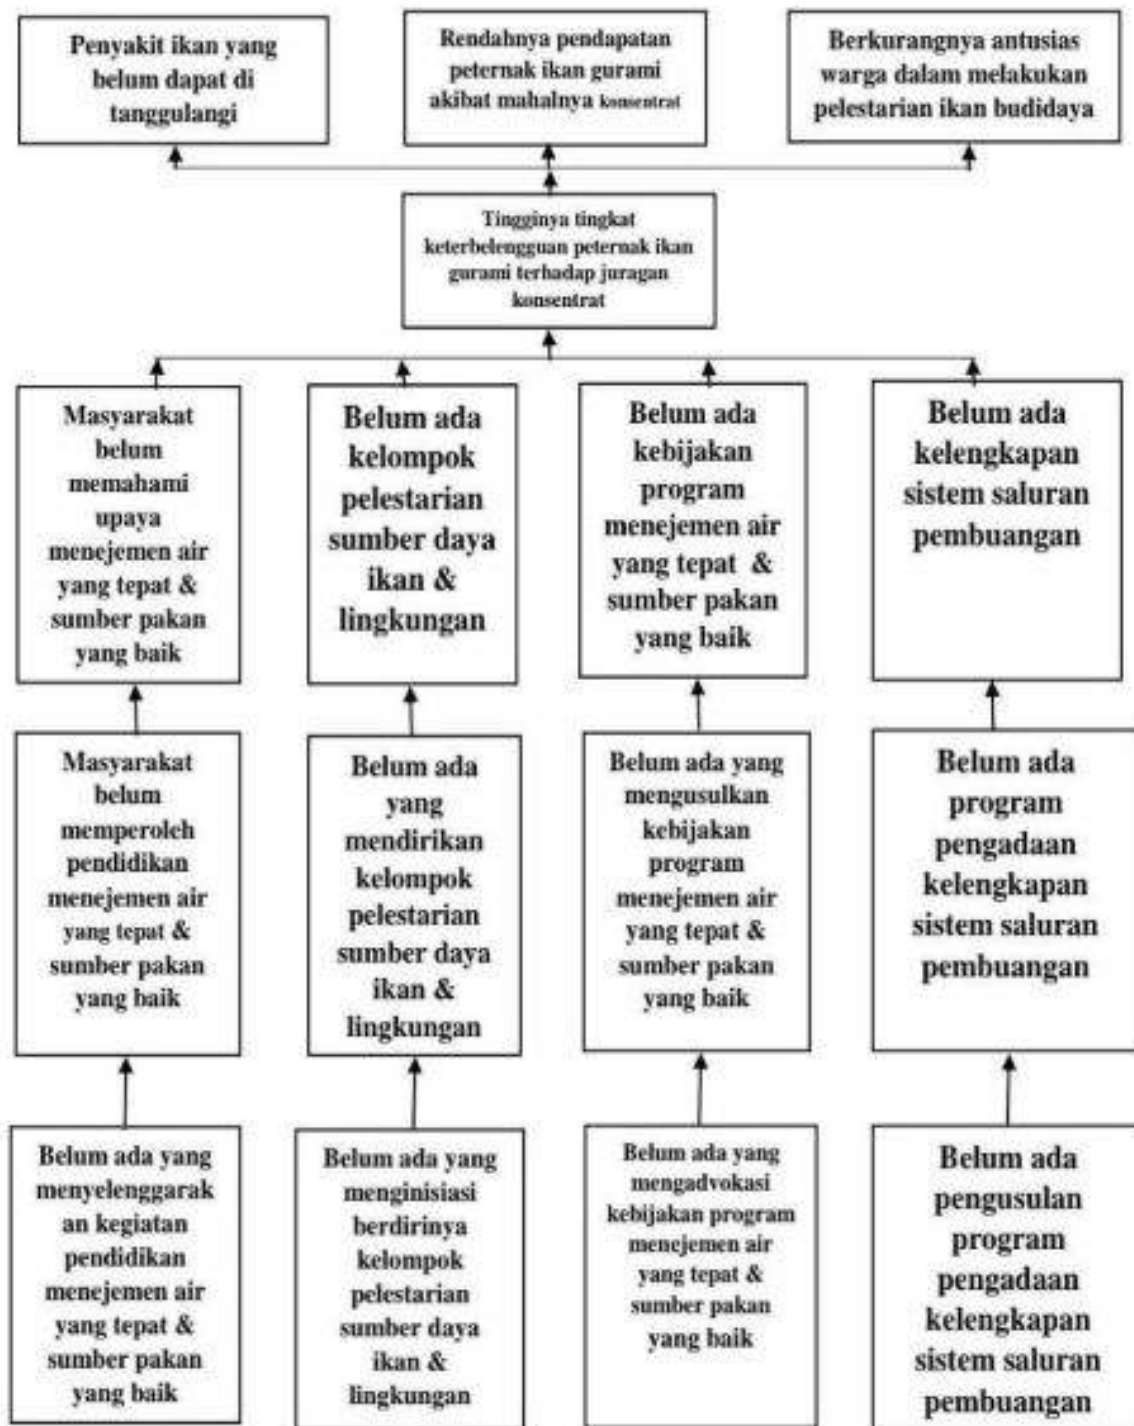 Penyakit ikan yang
belum dapat di
tanggulangi
Rendahnya pendapatan
peternak ikan gurami
akibat mahalnya konsentrat
Berkurangnya antusias
warga dalam melakukan
pelestarian ikan budidaya
Tingginya tingkat
keterbelengguan peternak ikan
gurami terhadap juragan
konsentrat
Masyarakat
belum
memahami
upaya
menejemen air
yang tepat &
sumber pakan
yang baik
Belum ada
kelompok
pelestarian
sumber daya
ikan &
lingkungan
Belum ada
kebijakan
program
menejemen air
yang tepat &
sumber pakan
yang baik
Belum ada
kelengkapan
sistem saluran
pembuangan
Masyarakat
belum
memperoleh
pendidikan
menejemen air
yang tepat &
sumber pakan
yang baik
Belum ada
yang
mendirikan
kelompok
pelestarian
sumber daya
ikan &
lingkungan
Belum ada yang
mengusulkan
kebijakan
program
menejemen air
yang tepat &
sumber pakan
yang baik
Belum ada
program
pengadaan
kelengkapan
sistem saluran
pembuangan
Belum ada yang
menyelenggarak
an kegiatan
pendidikan
menejemen air
yang tepat &
sumber pakan
yang baik
Belum ada yang
menginisiasi
berdirinya
kelompok
pelestarian
sumber daya
ikan &
lingkungan
Belum ada yang
mengadvokasi
kebijakan program
menejemen air
yang tepat &
sumber pakan
yang baik
Belum ada
pengusulan
program
pengadaan
kelengkapan
sistem saluran
pembuangan